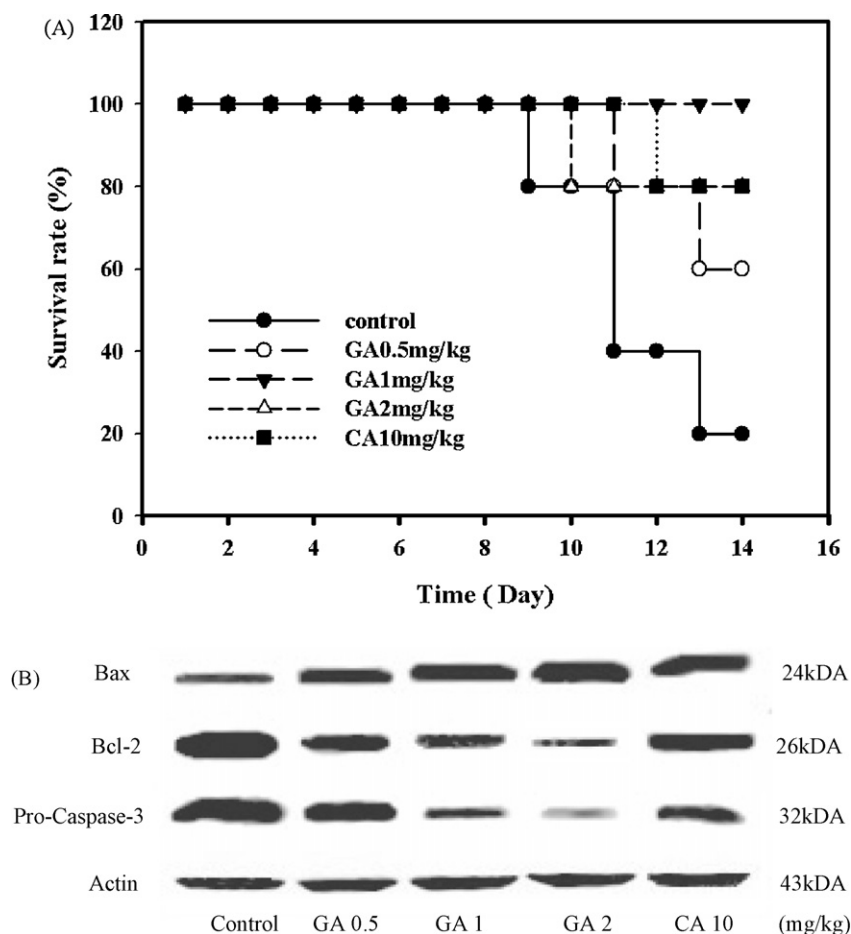 (A)
120
100
80
60
40
20
0
Survival rate (%)
control
GA0.5mg/kg
GA1mg/kg
GA2mg/kg
CA10mg/kg
0 2 4 6 8 10 12 14 16
Time ( Day)
(B)
Bax 24kDA
Bcl-2 26kDA
Pro-Caspase-3 32kDA
Actin 43kDA
Control GA 0.5 GA 1 GA 2 CA 10 (mg/kg)